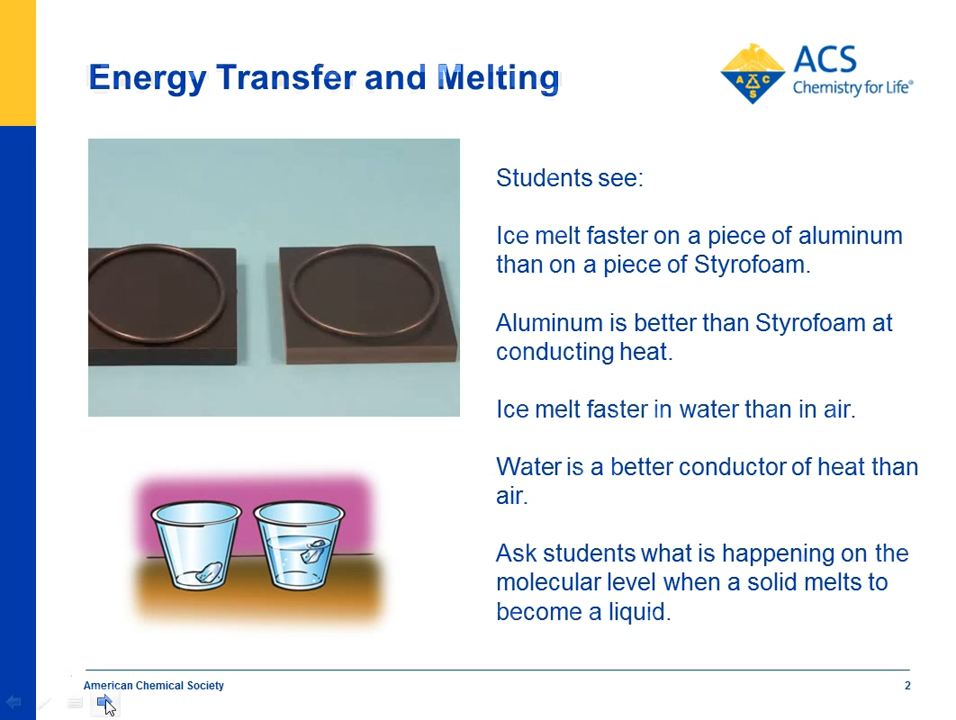 Energy Transfer and Melting
A C S
ACS
Chemistry for Life®
Students see:
Ice melt faster on a piece of aluminum
than on a piece of Styrofoam.
Aluminum is better than Styrofoam at
conducting heat.
Ice melt faster in water than in air.
Water is a better conductor of heat than
air.
Ask students what is happening on the
molecular level when a solid melts to
become a liquid.
American Chemical Society
2